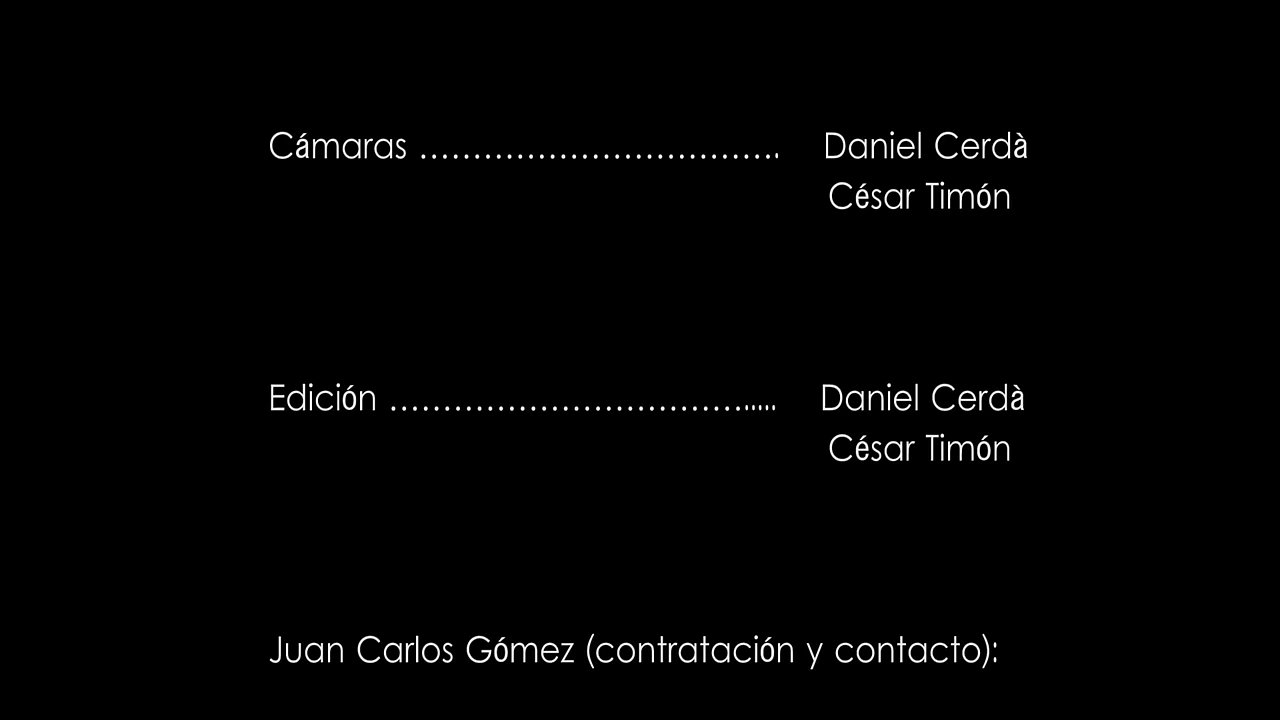 Cámaras ………………………………. Daniel Cerdà
César Timón
Edición ………………………………..... Daniel Cerdà
César Timón
Juan Carlos Gómez (contratación y contacto):